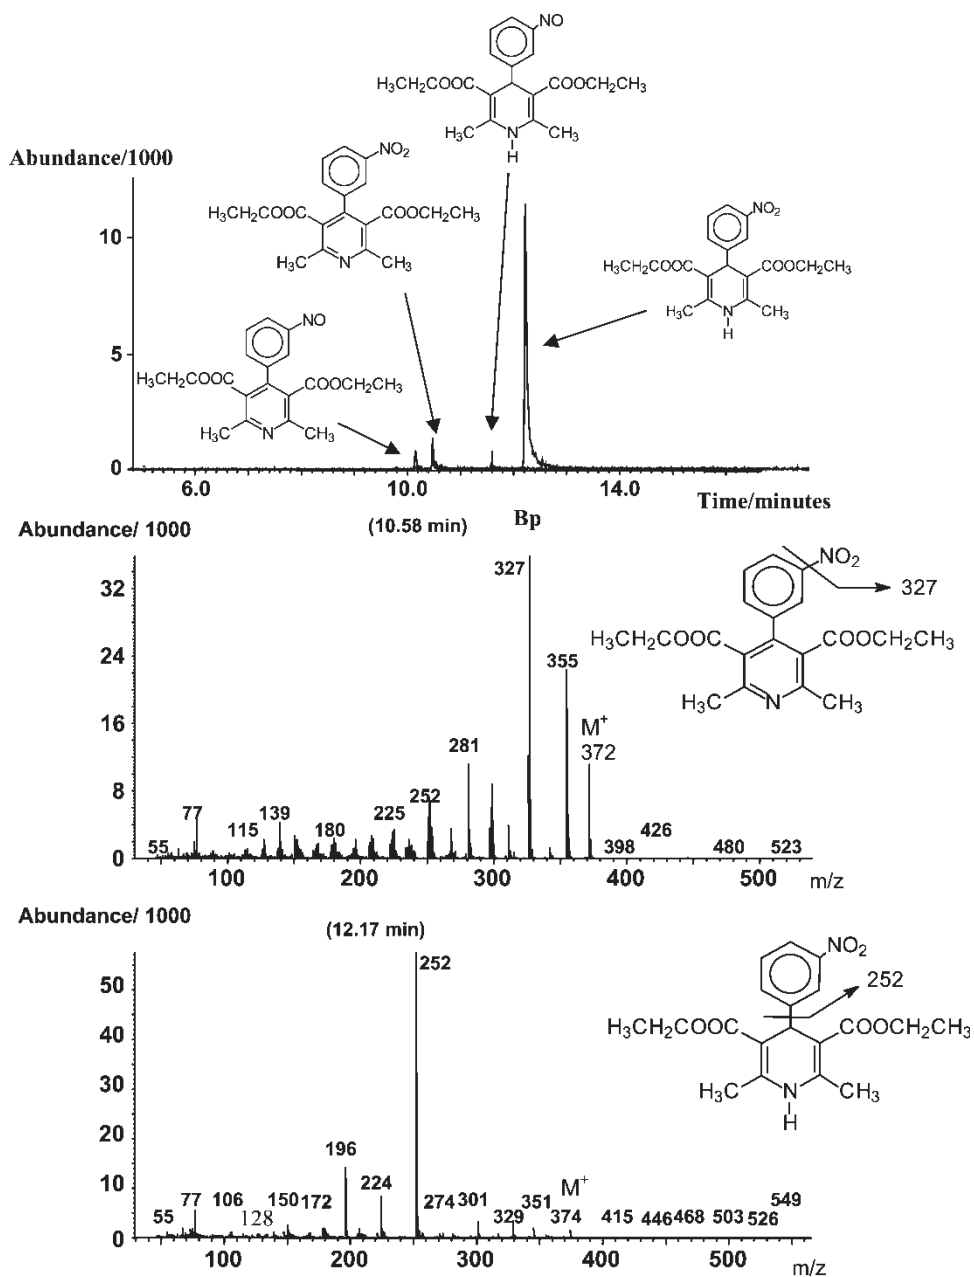 NO
H₃CH₂COOC
COOCH₂CH₃
H₃C
N
CH₃
H
Abundance/1000
NO₂
H₃CH₂COOC
COOCH₂CH₃
H₃C
N
CH₃
NO₂
H₃CH₂COOC
COOCH₂CH₃
H₃C
N
CH₃
H
NO
H₃CH₂COOC
COOCH₂CH₃
H₃C
N
CH₃
10
5
0
6.0
10.0
14.0
Time/minutes
Abundance/ 1000
(10.58 min)
Bp
32
24
16
8
0
327
355
M⁺
372
281
252
225
180
139
115
77
55
398
426
480
523
100
200
300
400
500
m/z
NO₂
327
H₃CH₂COOC
COOCH₂CH₃
H₃C
N
CH₃
Abundance/ 1000
(12.17 min)
50
40
30
20
10
0
252
196
224
77
106
150
172
55
128
274
301
329
351
M⁺
374
415
446
468
503
526
549
100
200
300
400
500
m/z
NO₂
252
H₃CH₂COOC
COOCH₂CH₃
H₃C
N
CH₃
H